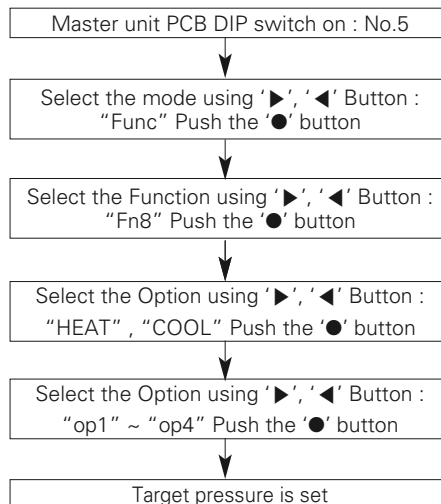 Master unit PCB DIP switch on : No.5
Select the mode using ‘▶’, ‘◀’ Button :
“Func” Push the ‘●’ button
Select the Function using ‘▶’, ‘◀’ Button :
“Fn8” Push the ‘●’ button
Select the Option using ‘▶’, ‘◀’ Button :
“HEAT” , “COOL” Push the ‘●’ button
Select the Option using ‘▶’, ‘◀’ Button :
“op1” ~ “op4” Push the ‘●’ button
Target pressure is set